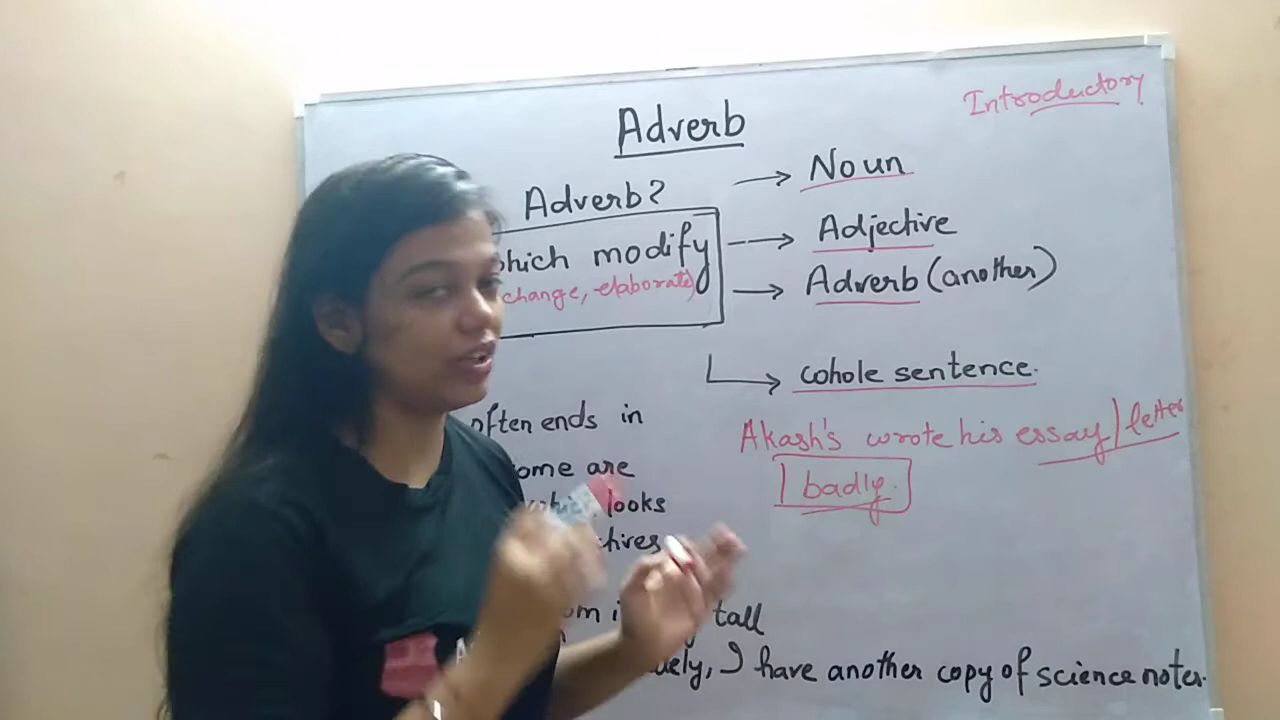 Introductory
Adverb
Adverb?
which modify
change, elaborate)
→ Noun
→ Adjective
→ Adverb (another)
→ whole sentence.
Akash's wrote his essay/letter
badly.
often ends in
some are
which looks
tall
I have another copy of science notes.